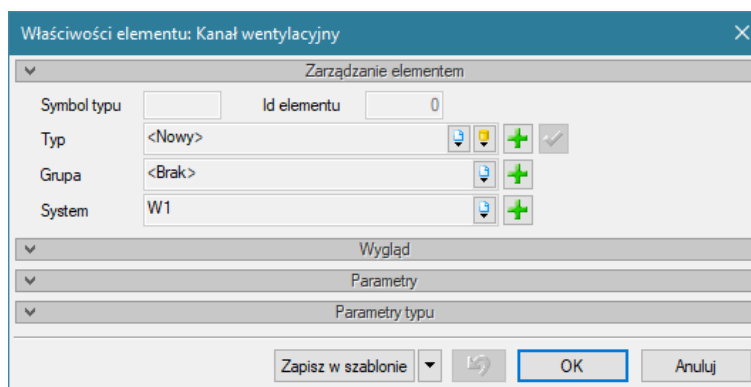 Właściwości elementu: Kanał wentylacyjny
Zarządzanie elementem
Symbol typu Id elementu 0
Typ <Nowy>
Grupa <Brak>
System W1
Wygląd
Parametry
Parametry typu
Zapisz w szablonie OK Anuluj